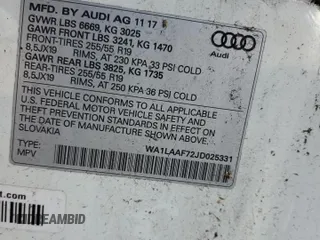 MFD. BY AUDI AG 11 17
GVWR LBS 6669, KG 3025
GAWR FRONT LBS 3241, KG 1470
FRONT-TIRES 255/55 R19
8,5JX19 RIMS, AT 230 KPA 33 PSI COLD
GAWR REAR LBS 3825, KG 1735
REAR-TIRES 255/55 R19
8,5JX19 RIMS, AT 250 KPA 36 PSI COLD
Audi
THIS VEHICLE CONFORMS TO ALL APPLICABLE
U.S. FEDERAL MOTOR VEHICLE SAFETY
STANDARDS IN EFFECT ON THE DATE OF
MANUFACTURE SHOWN ABOVE
SLOVAKIA
TYPE: WA1LAAF72JD025331
MPV
DREAMBID